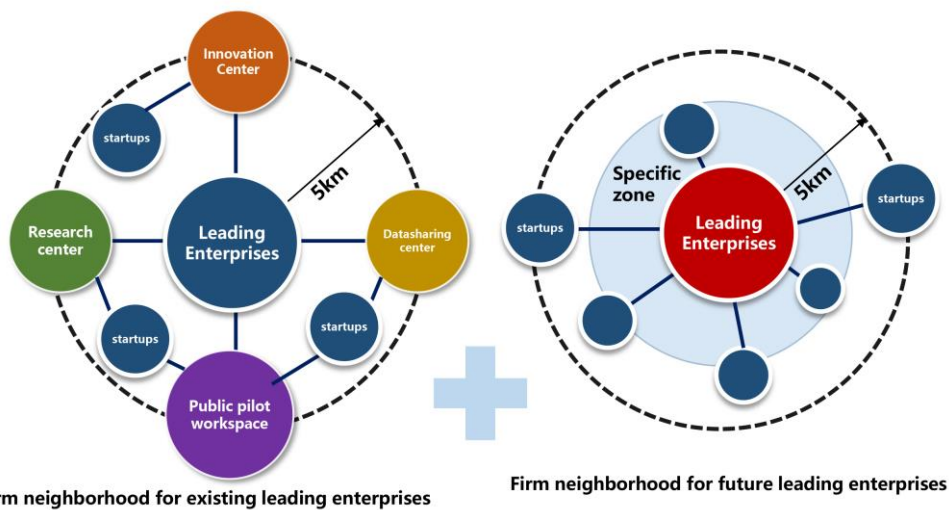 Innovation
Center
startups
5km
Research
center
Leading
Enterprises
Datasharing
center
startups
startups
Public pilot
workspace
rm neighborhood for existing leading enterprises
Specific
zone
5km
startups
startups
Leading
Enterprises
Firm neighborhood for future leading enterprises